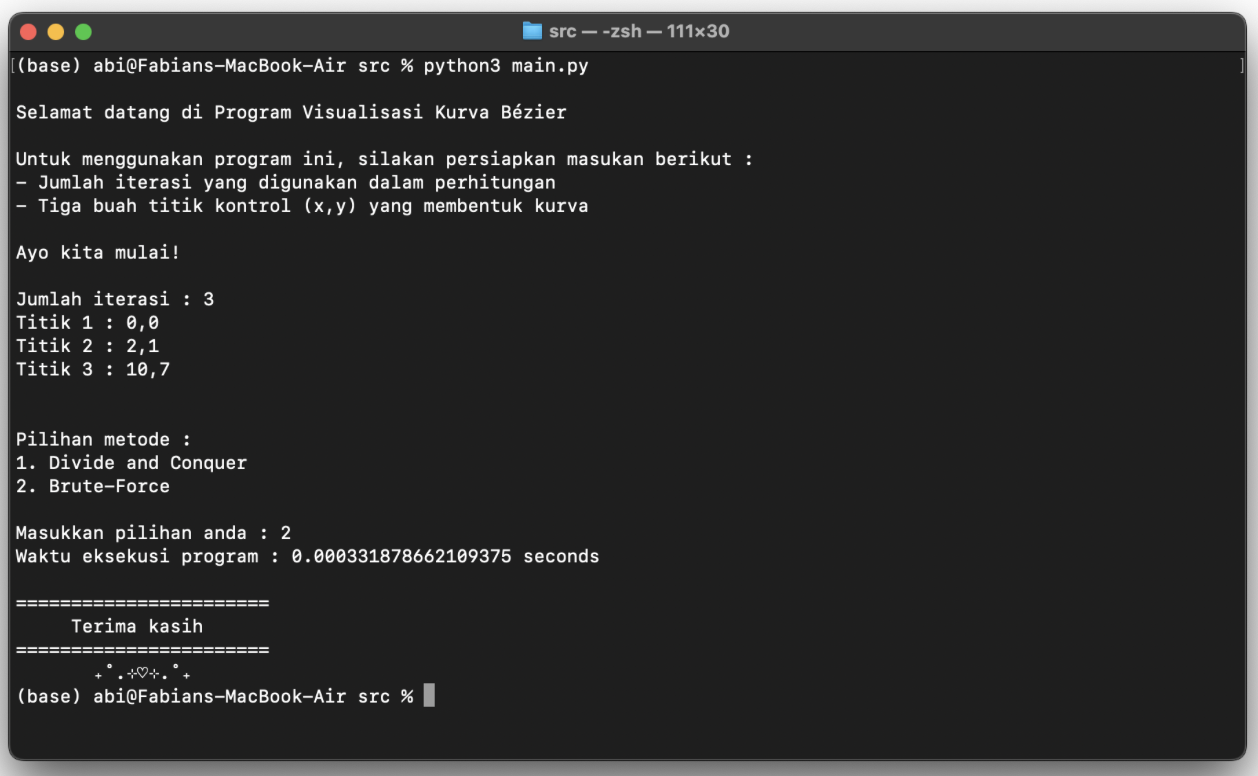 src — -zsh — 111×30
(base) abi@Fabians-MacBook-Air src % python3 main.py
Selamat datang di Program Visualisasi Kurva Bézier
Untuk menggunakan program ini, silakan persiapkan masukan berikut :
- Jumlah iterasi yang digunakan dalam perhitungan
- Tiga buah titik kontrol (x,y) yang membentuk kurva
Ayo kita mulai!
Jumlah iterasi : 3
Titik 1 : 0,0
Titik 2 : 2,1
Titik 3 : 10,7
Pilihan metode :
1. Divide and Conquer
2. Brute-Force
Masukkan pilihan anda : 2
Waktu eksekusi program : 0.000331878662109375 seconds
=======================
Terima kasih
=======================
₊˚.⊹♡⊹.˚₊
(base) abi@Fabians-MacBook-Air src %